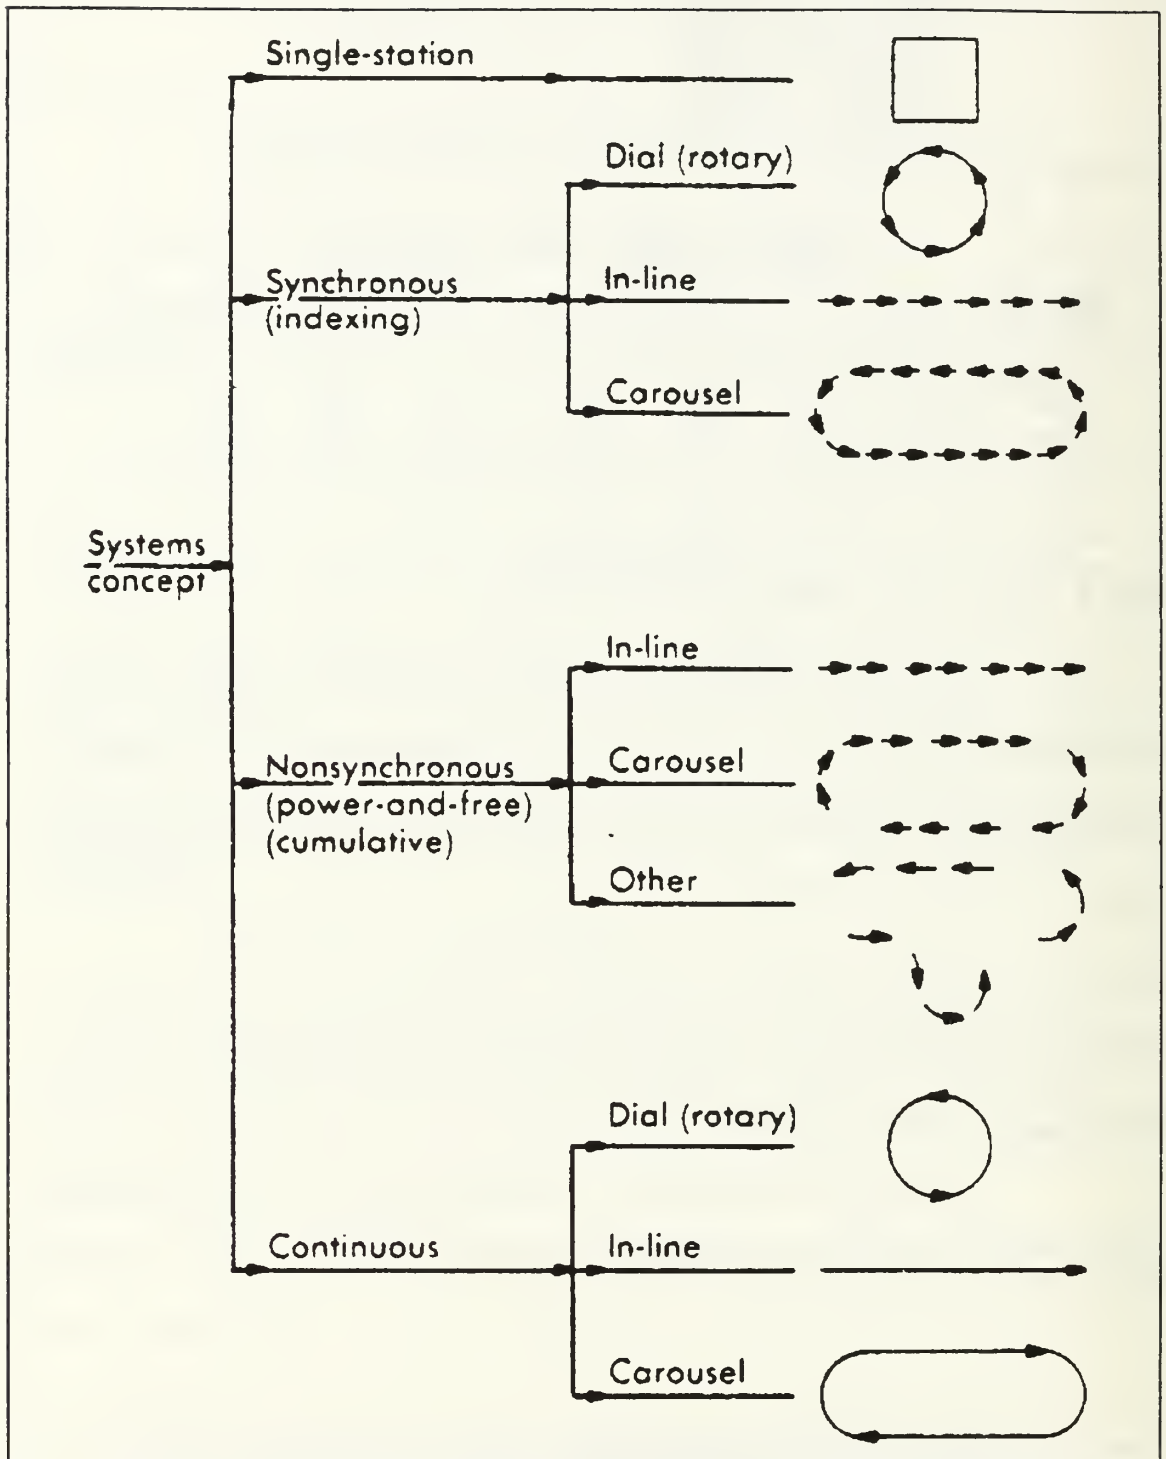 Single-station
Dial (rotary)
In-line
Synchronous
(indexing)
Carousel
Systems
concept
In-line
Nonsynchronous
(power-and-free)
(cumulative)
Carousel
Other
Dial (rotary)
Continuous
In-line
Carousel